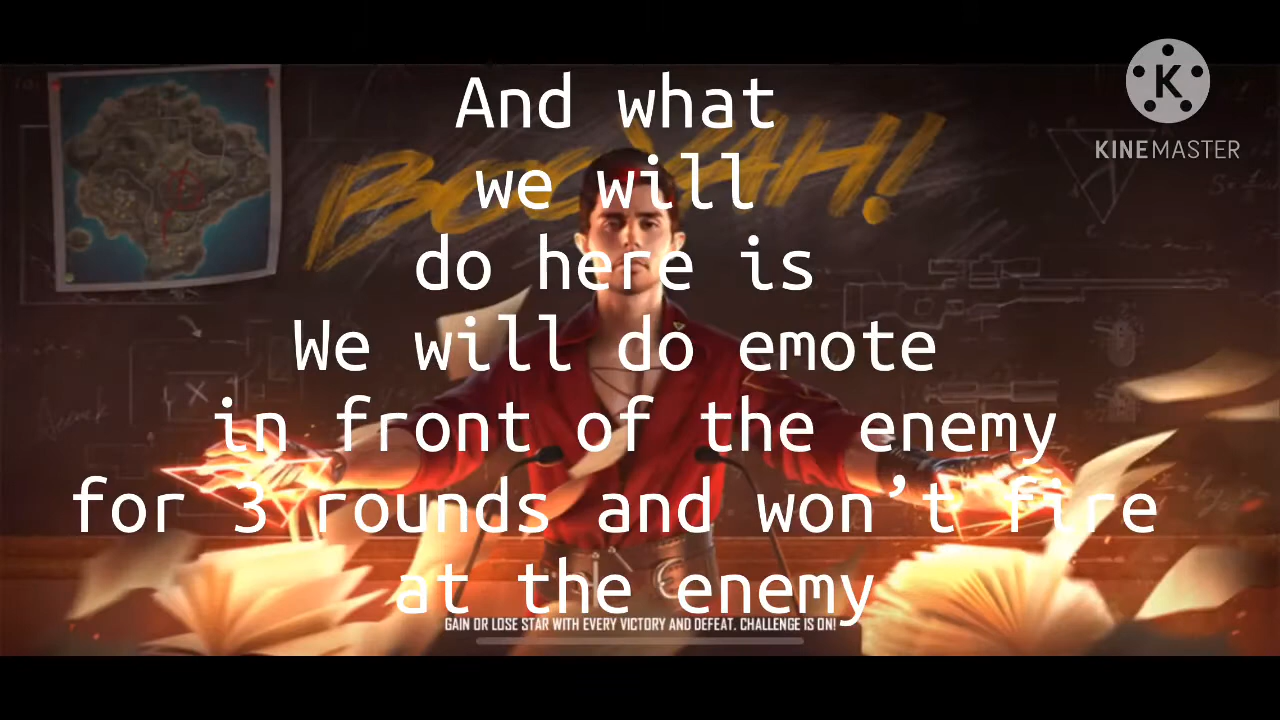 And what
we will
do here is
We will do emote
in front of the enemy
for 3 rounds and won't fire
at the enemy
BOOYAH!
K
KINEMASTER
GAIN OR LOSE STAR WITH EVERY VICTORY AND DEFEAT. CHALLENGE IS ON!